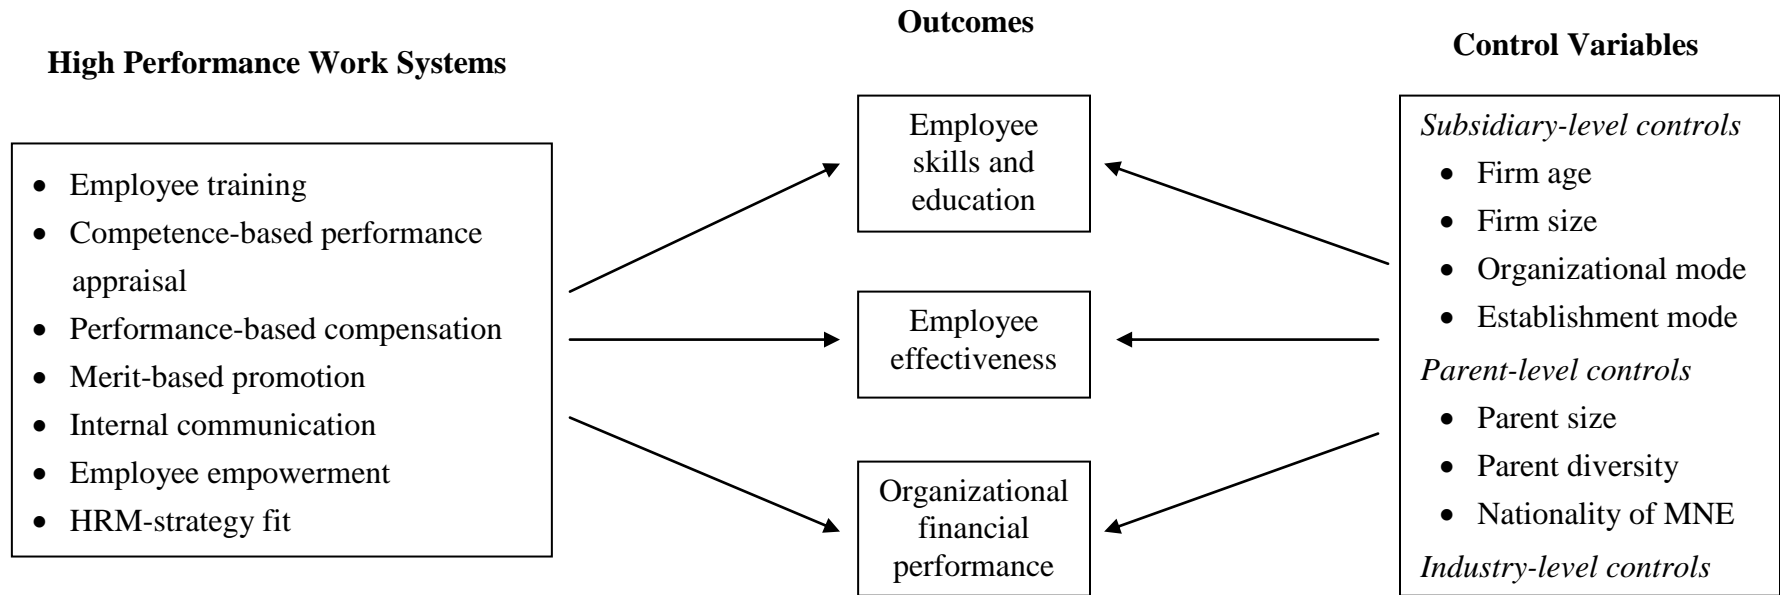 High Performance Work Systems
• Employee training
• Competence-based performance
appraisal
• Performance-based compensation
• Merit-based promotion
• Internal communication
• Employee empowerment
• HRM-strategy fit
Outcomes
Employee
skills and
education
Employee
effectiveness
Organizational
financial
performance
Control Variables
Subsidiary-level controls
• Firm age
• Firm size
• Organizational mode
• Establishment mode
Parent-level controls
• Parent size
• Parent diversity
• Nationality of MNE
Industry-level controls